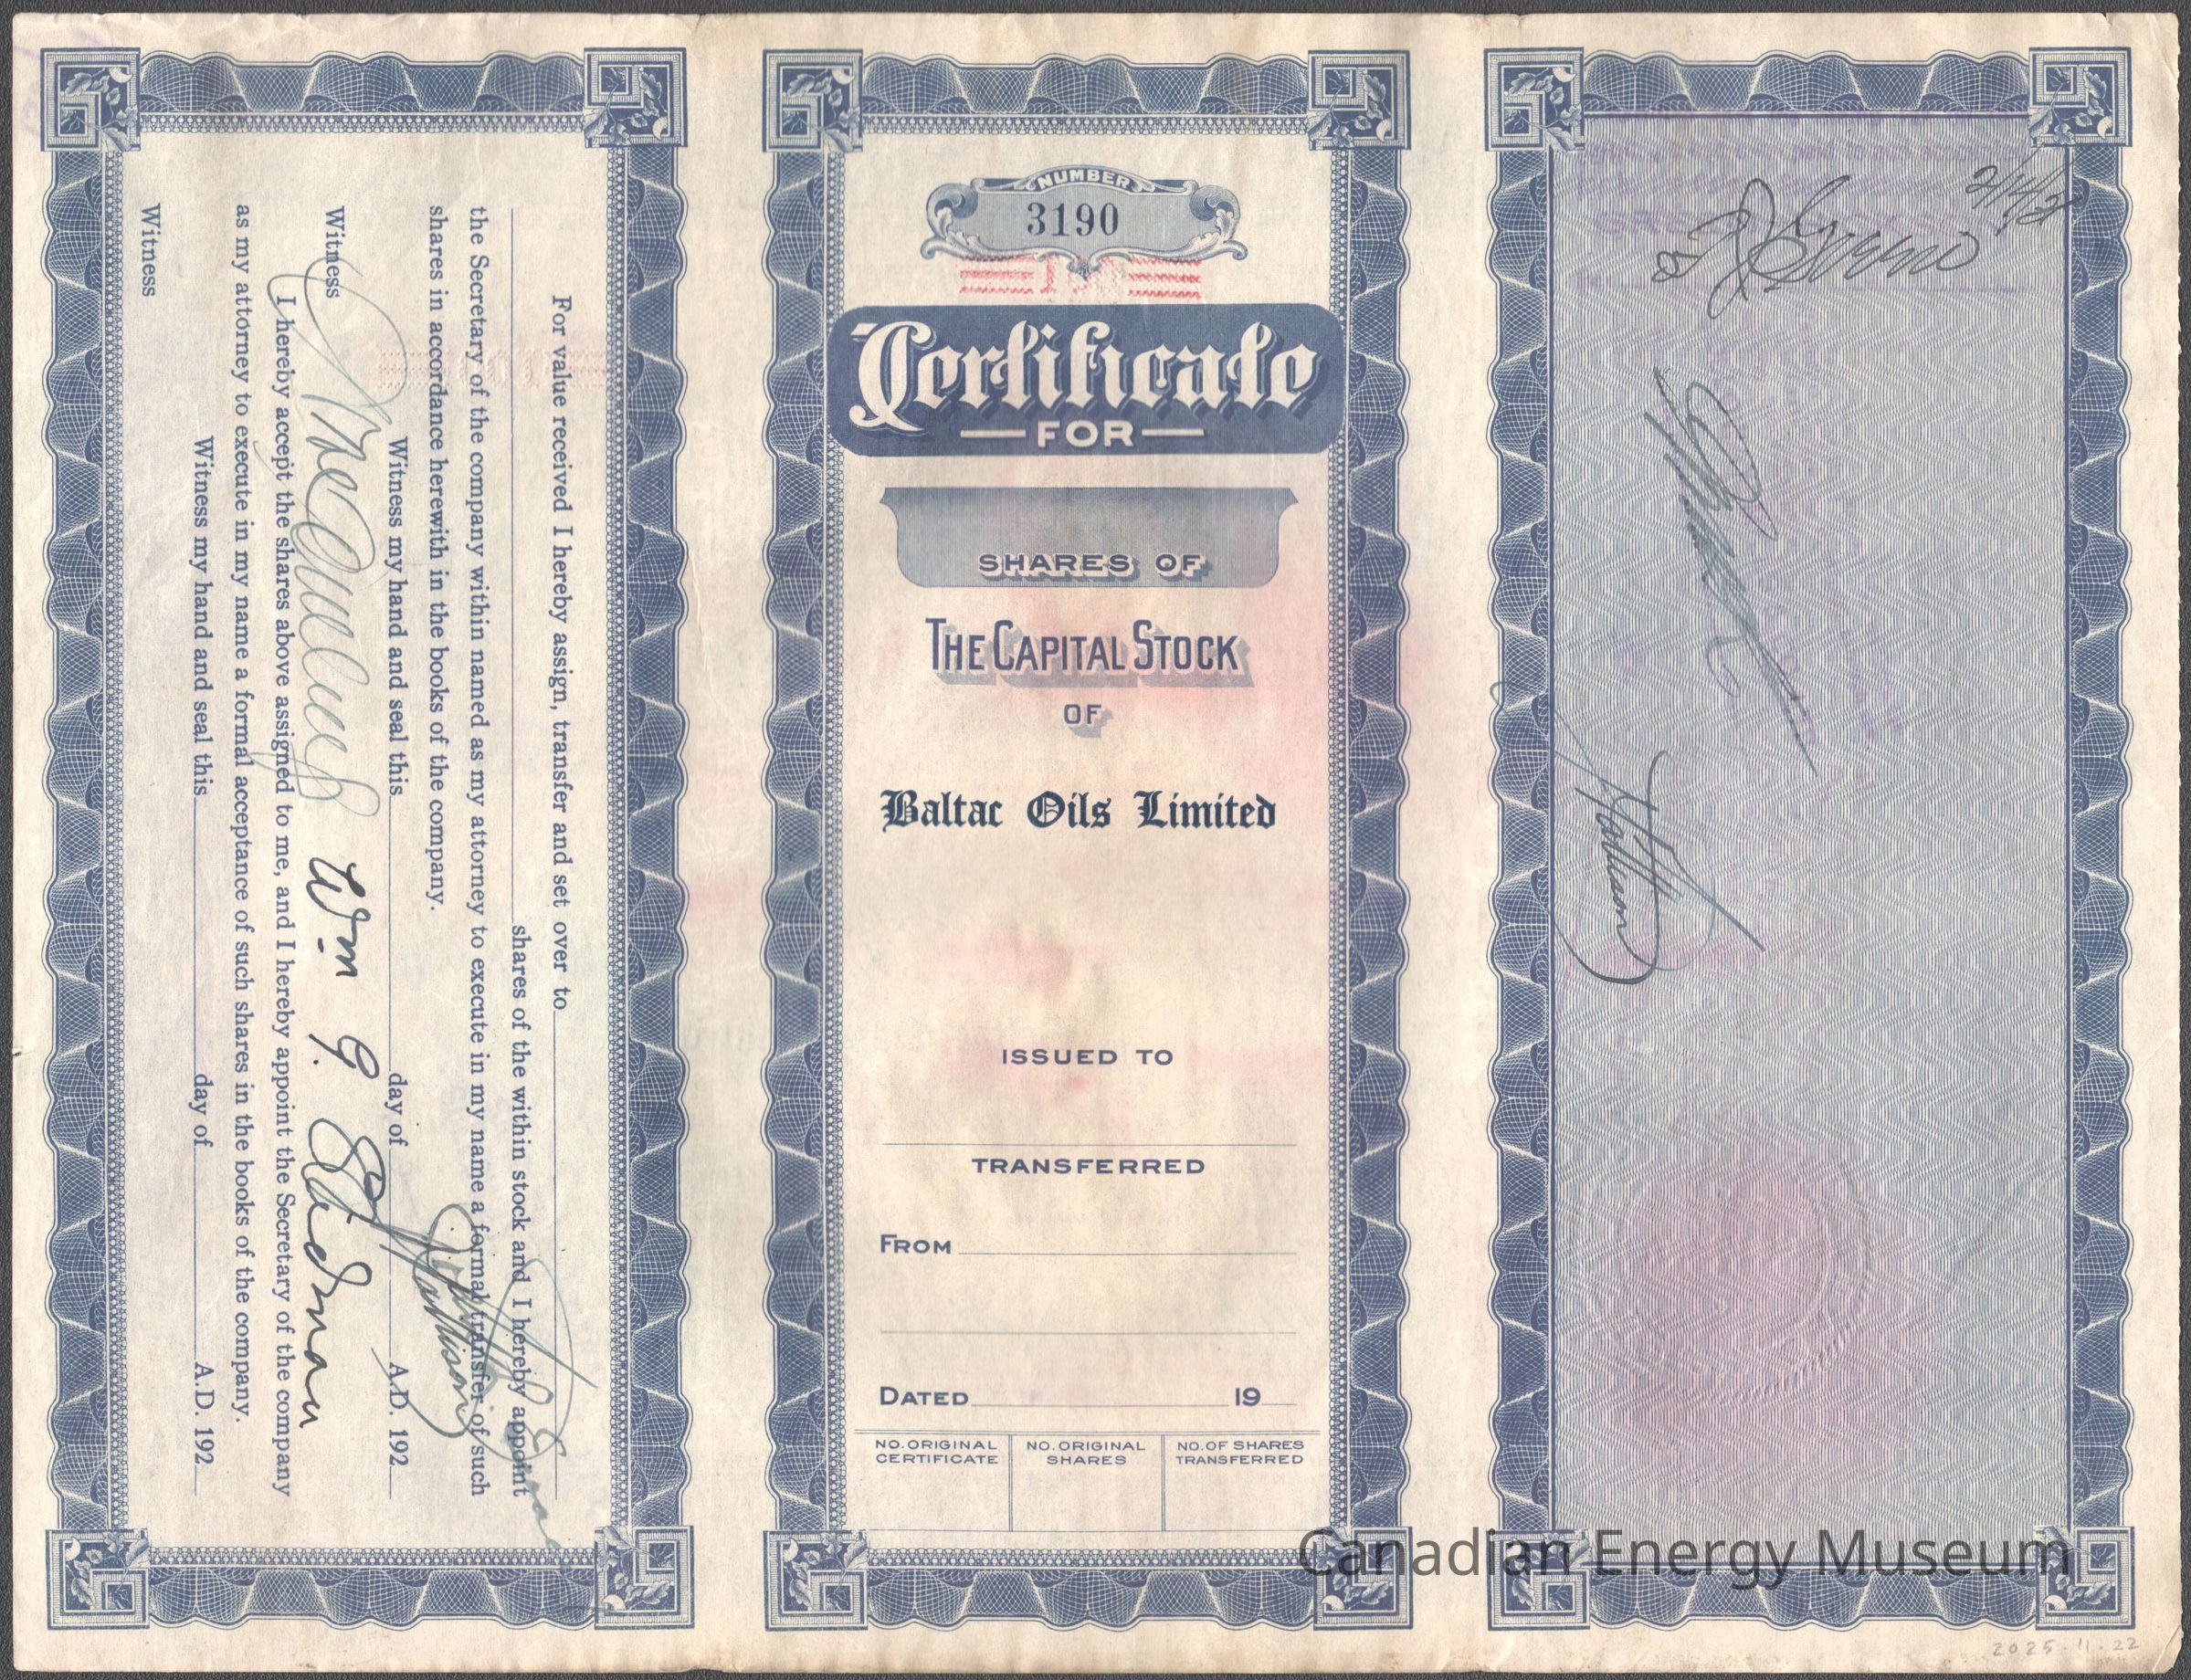 For value received I hereby assign, transfer and set over to
shares of the within stock and I hereby appoint
the Secretary of the company within named as my attorney to execute in my name a formal transfer of such
shares in accordance herewith in the books of the company.
Witness my hand and seal this day of A.D. 192
Witness
Wm G. Stedman
I hereby accept the shares above assigned to me, and I hereby appoint the Secretary of the company
as my attorney to execute in my name a formal acceptance of such shares in the books of the company.
Witness my hand and seal this day of A.D. 192
Witness
NUMBER
3190
100
Certificate
FOR
SHARES OF
THE CAPITAL STOCK
OF
Baltac Oils Limited
ISSUED TO
TRANSFERRED
FROM
DATED 19
NO. ORIGINAL CERTIFICATE
NO. ORIGINAL SHARES
NO. OF SHARES TRANSFERRED
Canadian Energy Museum
2025.11.22